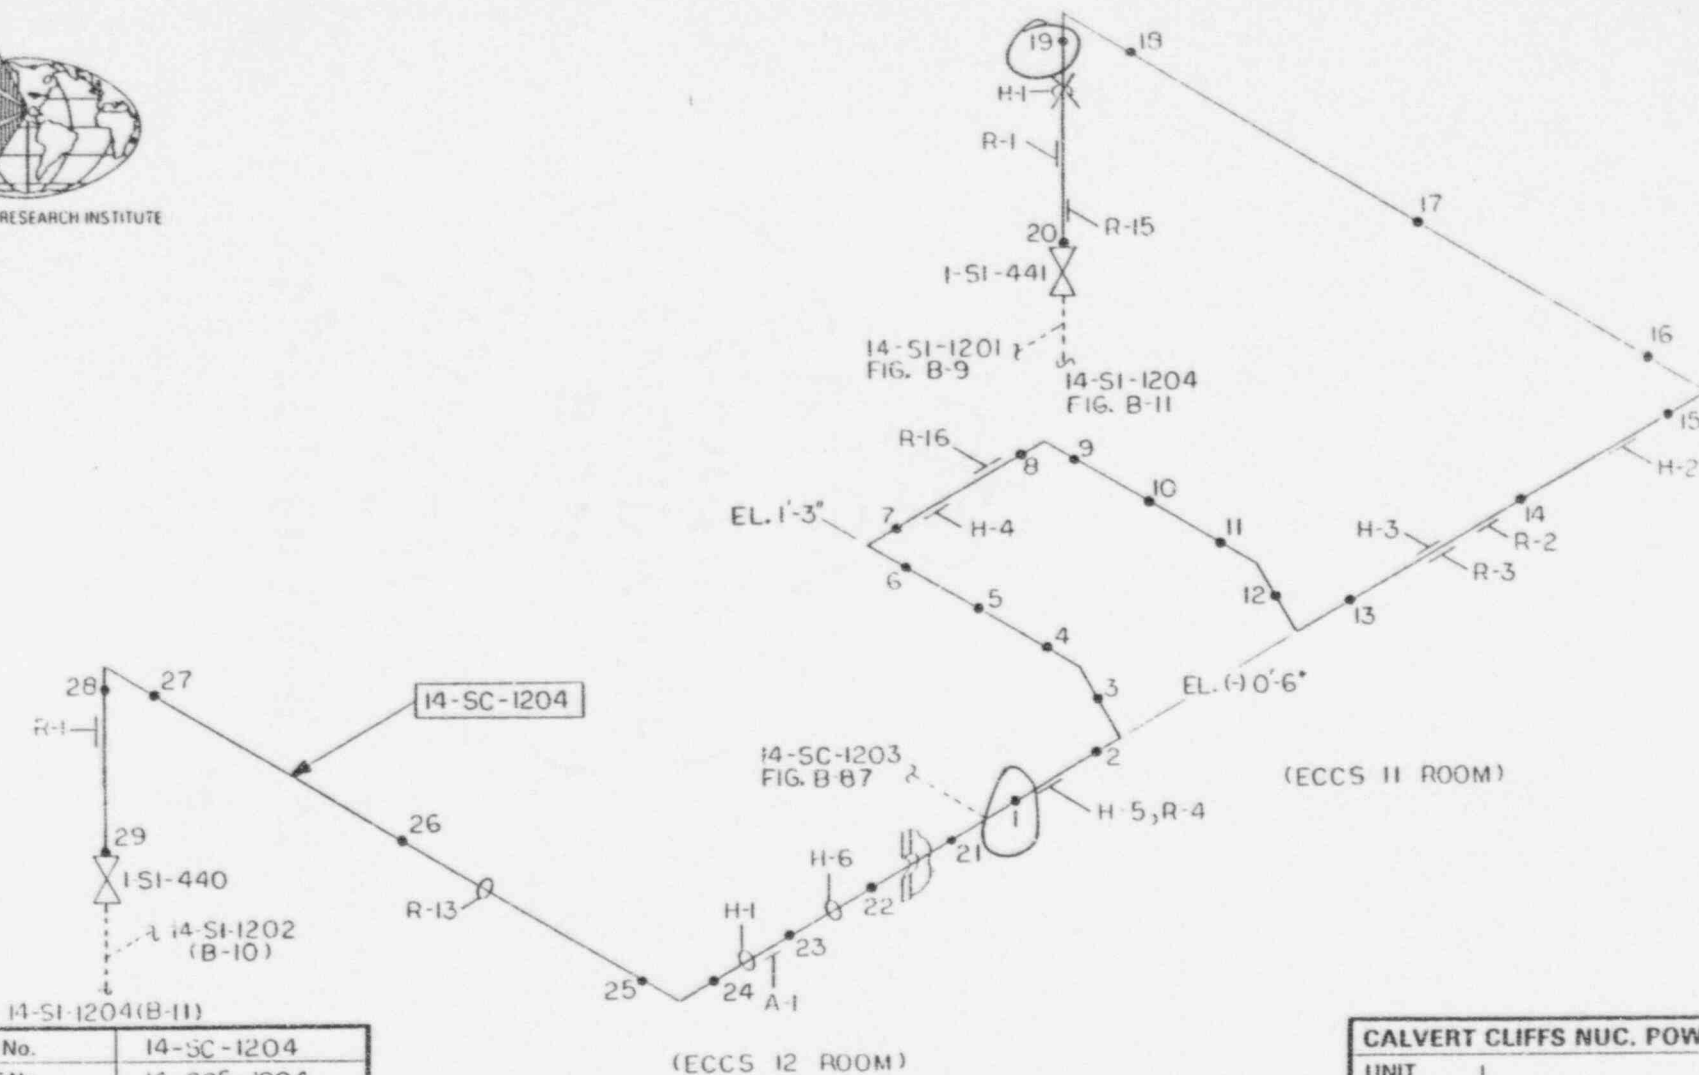 RESEARCH INSTITUTE
19
18
H-1
R-1
17
R-15
20
1-SI-441
16
14-SI-1201
FIG. B-9
14-SI-1204
FIG. B-11
15
R-16
8
9
H-2
10
EL. 1'-3"
7
H-4
11
14
H-3
R-2
R-3
6
5
12
13
4
28
27
14-SC-1204
3
EL. (-) 0'-6"
R-1
2
14-SC-1203
FIG. B-87
(ECCS 11 ROOM)
1
H-5, R-4
29
26
21
H-6
1-SI-440
22
R-13
H-1
14-SI-1202
(B-10)
23
25
24
A-1
14-SI-1204(B-11)
No.
14-SC-1204
(ECCS 12 ROOM)
CALVERT CLIFFS NUC. POW
UNIT 1